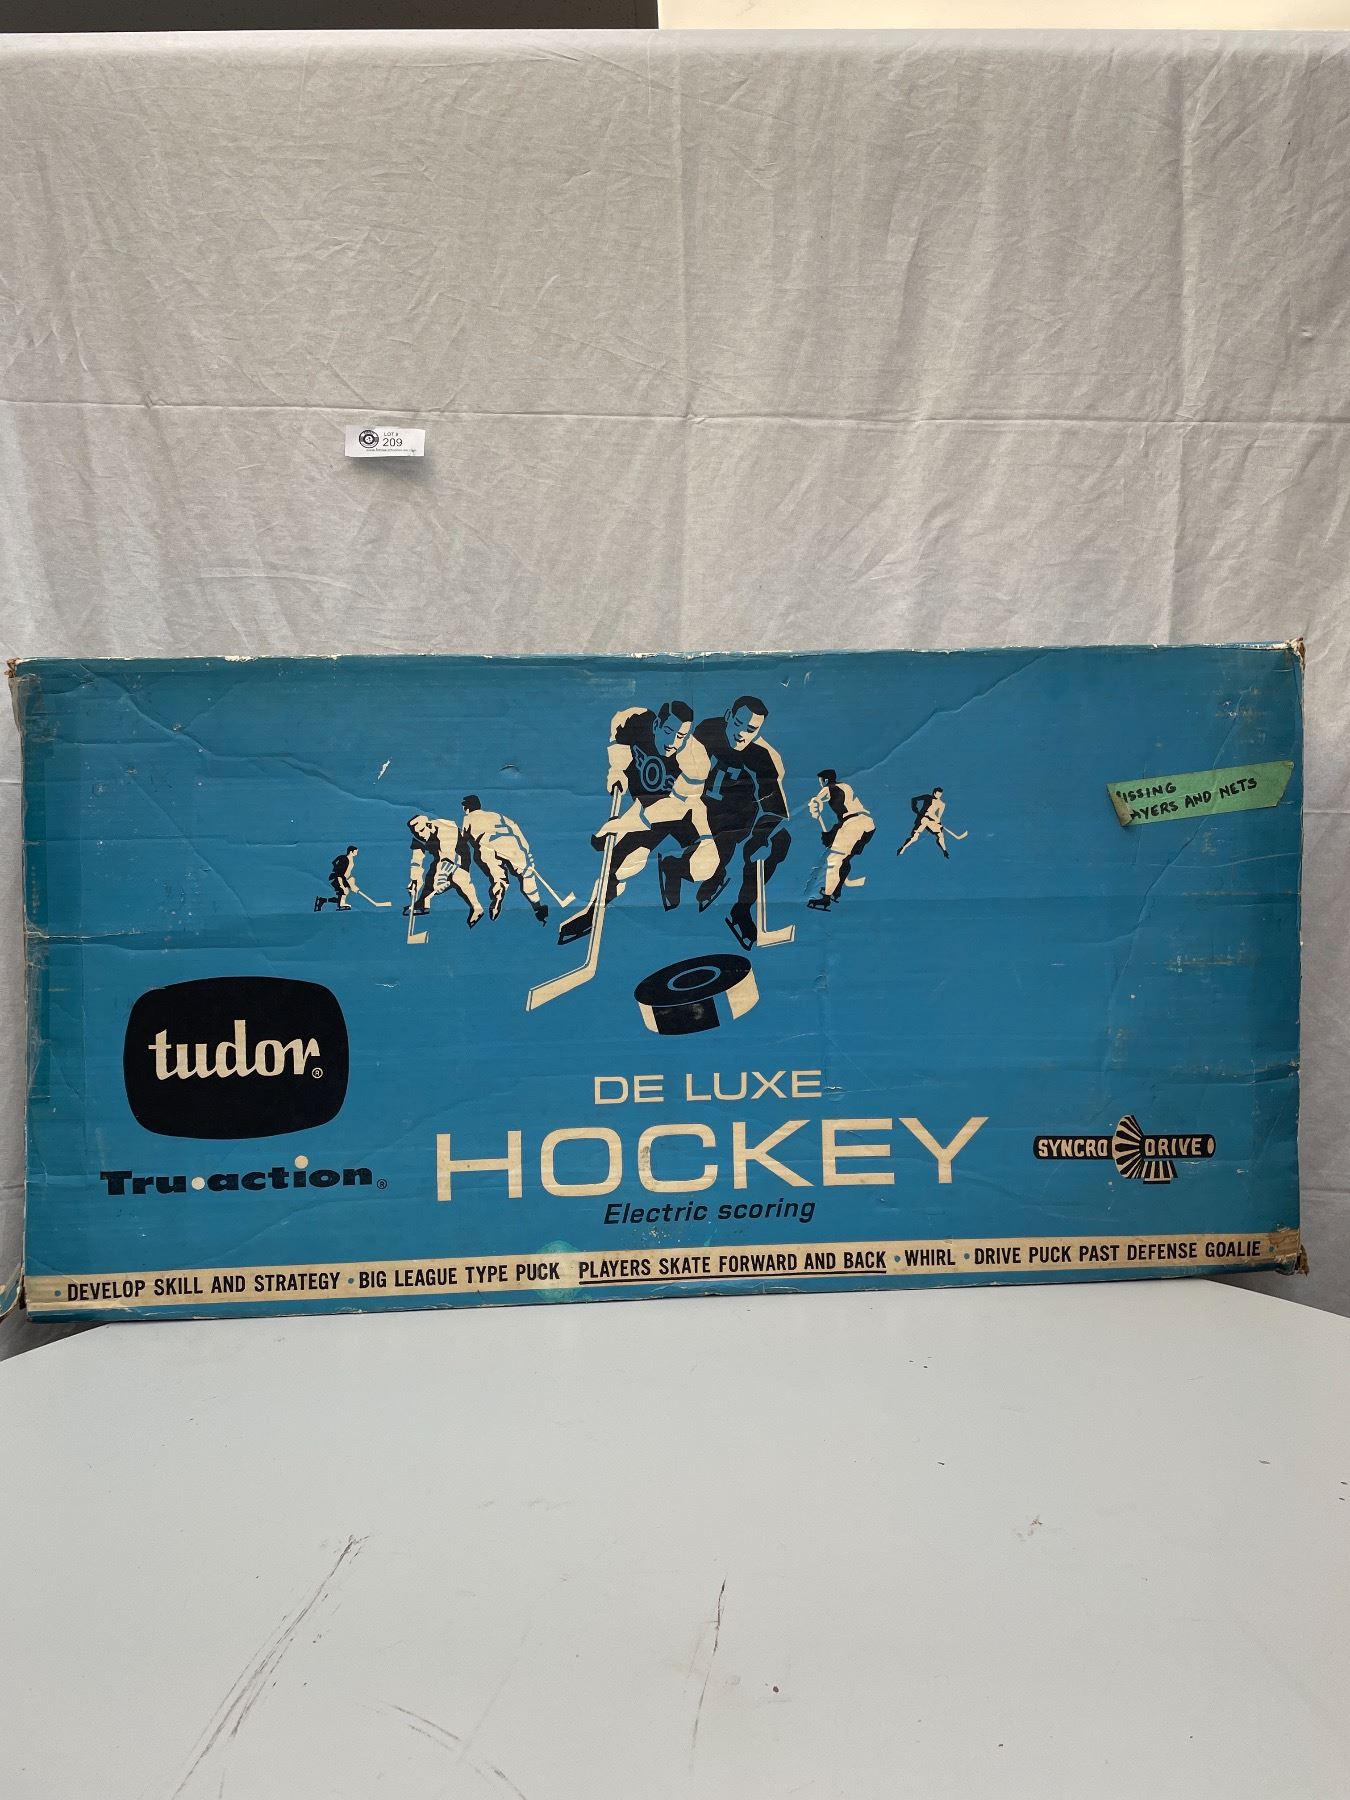 LOT #
209
ISSING
AYERS AND NETS
tudor®
DE LUXE
HOCKEY
Electric scoring
Tru•action®
SYNCRO DRIVE
• DEVELOP SKILL AND STRATEGY • BIG LEAGUE TYPE PUCK PLAYERS SKATE FORWARD AND BACK • WHIRL • DRIVE PUCK PAST DEFENSE GOALIE •